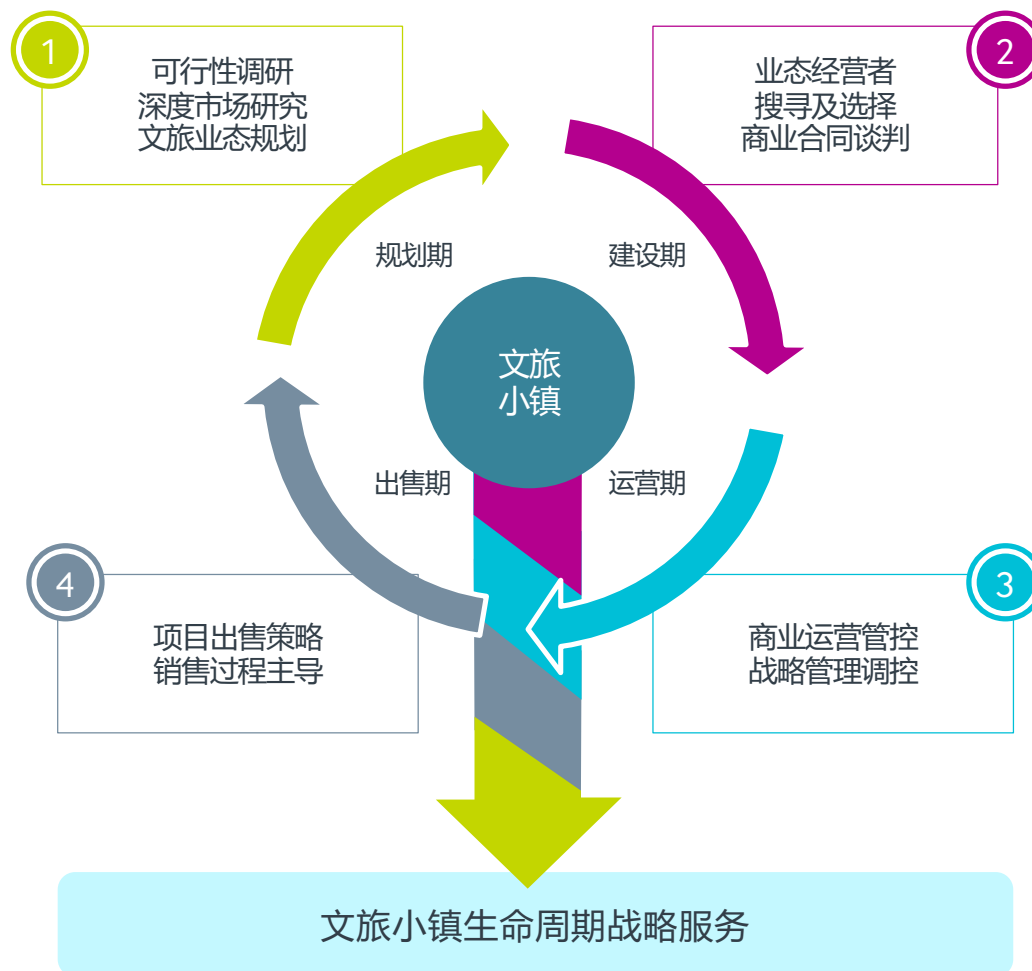 1
可行性调研
深度市场研究
文旅业态规划
2
业态经营者
搜寻及选择
商业合同谈判
规划期
建设期
文旅
小镇
出售期
运营期
4
项目出售策略
销售过程主导
3
商业运营管控
战略管理调控
文旅小镇生命周期战略服务